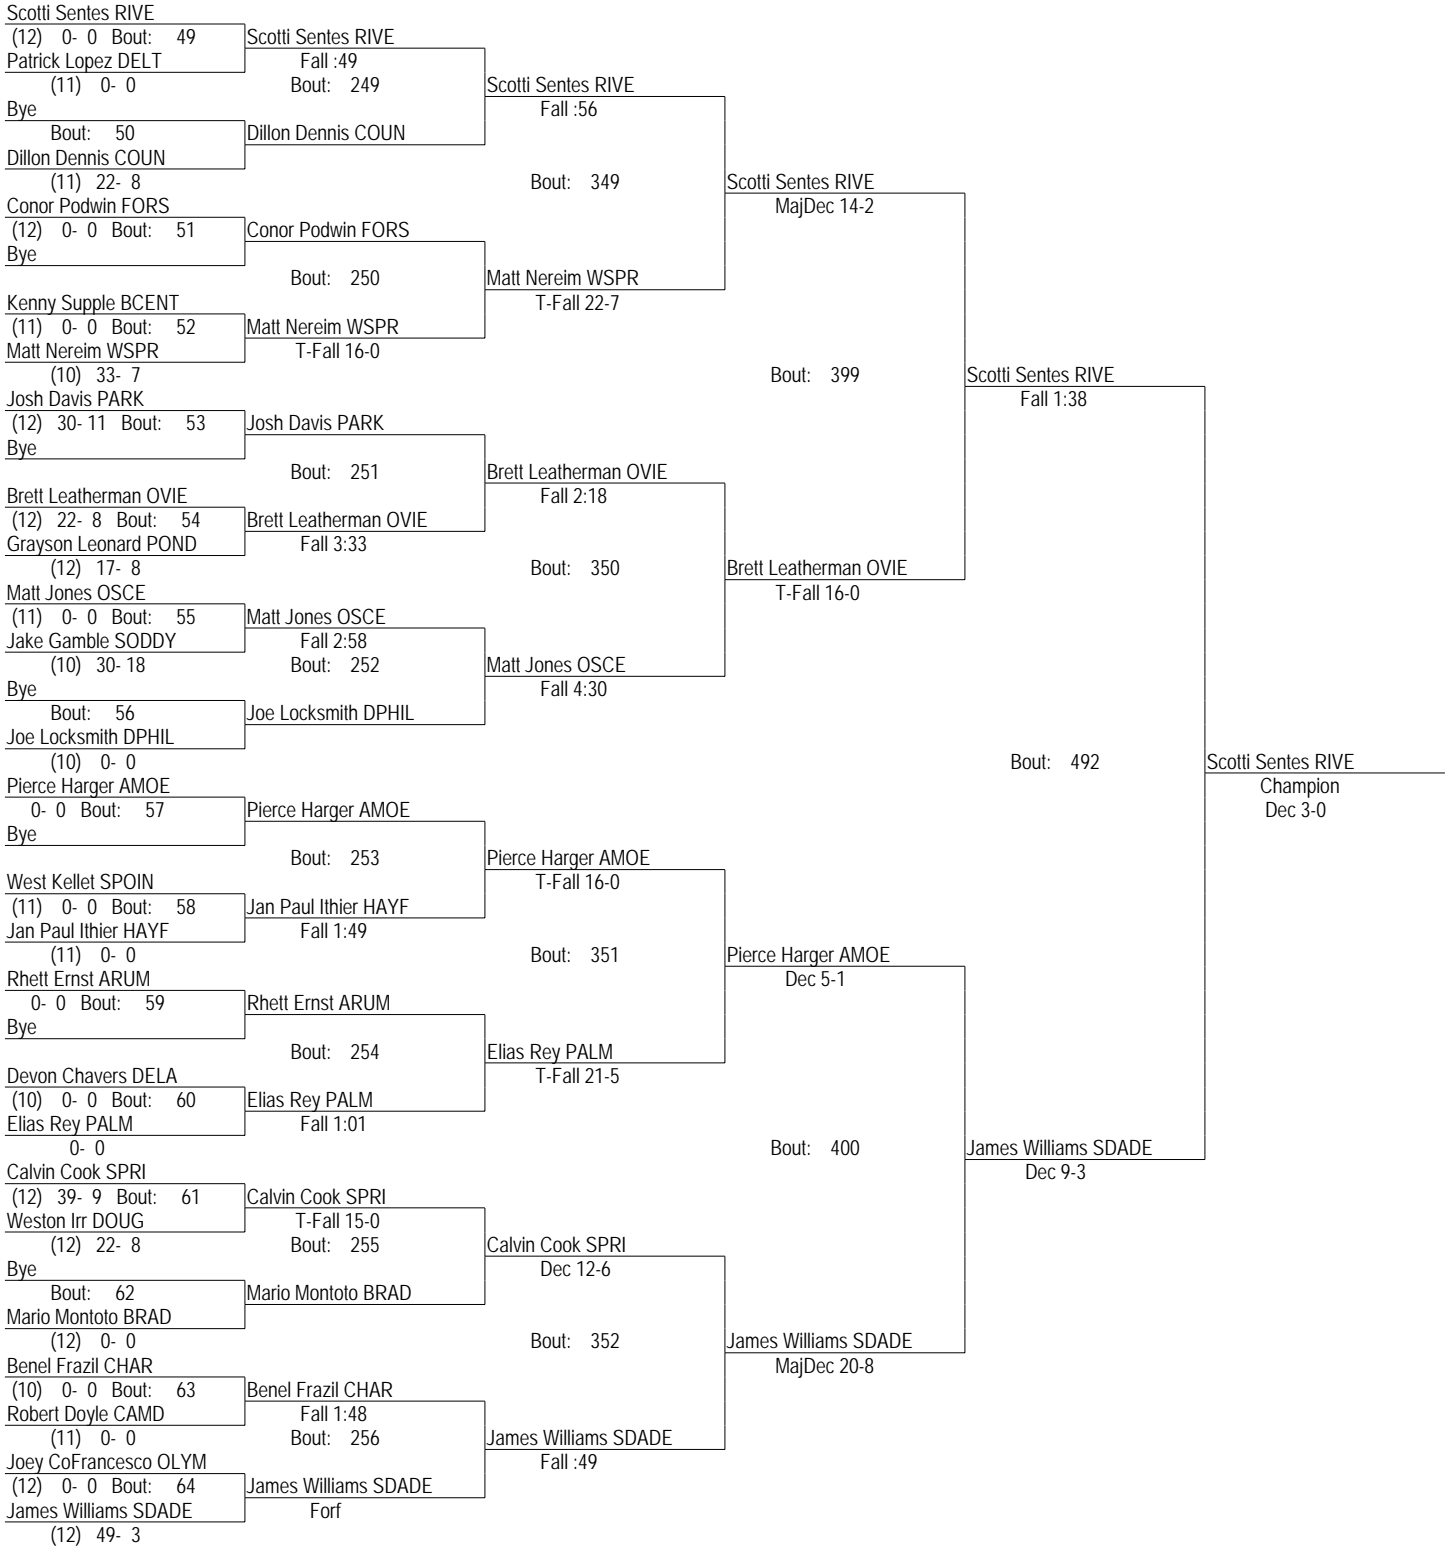 Scotti Sentes RIVE
(12) 0- 0 Bout: 49 Scotti Sentes RIVE
Patrick Lopez DELT Fall :49
(11) 0- 0 Bout: 249 Scotti Sentes RIVE
Bye Fall :56
Bout: 50 Dillon Dennis COUN
Dillon Dennis COUN
(11) 22- 8 Bout: 349 Scotti Sentes RIVE
Conor Podwin FORS MajDec 14-2
(12) 0- 0 Bout: 51 Conor Podwin FORS
Bye
Bout: 250 Matt Nereim WSPR
Kenny Supple BCENT T-Fall 22-7
(11) 0- 0 Bout: 52 Matt Nereim WSPR
Matt Nereim WSPR T-Fall 16-0
(10) 33- 7 Bout: 399 Scotti Sentes RIVE
Josh Davis PARK Fall 1:38
(12) 30- 11 Bout: 53 Josh Davis PARK
Bye
Bout: 251 Brett Leatherman OVIE
Brett Leatherman OVIE Fall 2:18
(12) 22- 8 Bout: 54 Brett Leatherman OVIE
Grayson Leonard POND Fall 3:33
(12) 17- 8 Bout: 350 Brett Leatherman OVIE
Matt Jones OSCE T-Fall 16-0
(11) 0- 0 Bout: 55 Matt Jones OSCE
Jake Gamble SODDY Fall 2:58
(10) 30- 18 Bout: 252 Matt Jones OSCE
Bye Fall 4:30
Bout: 56 Joe Locksmith DPHIL
Joe Locksmith DPHIL
(10) 0- 0 Bout: 492 Scotti Sentes RIVE
Pierce Harger AMOE Champion
0- 0 Bout: 57 Pierce Harger AMOE Dec 3-0
Bye
Bout: 253 Pierce Harger AMOE
West Kellet SPOIN T-Fall 16-0
(11) 0- 0 Bout: 58 Jan Paul Ithier HAYF
Jan Paul Ithier HAYF Fall 1:49
(11) 0- 0 Bout: 351 Pierce Harger AMOE
Rhett Ernst ARUM Dec 5-1
0- 0 Bout: 59 Rhett Ernst ARUM
Bye
Bout: 254 Elias Rey PALM
Devon Chavers DELA T-Fall 21-5
(10) 0- 0 Bout: 60 Elias Rey PALM
Elias Rey PALM Fall 1:01
0- 0 Bout: 400 James Williams SDADE
Calvin Cook SPRI Dec 9-3
(12) 39- 9 Bout: 61 Calvin Cook SPRI
Weston Irr DOUG T-Fall 15-0
(12) 22- 8 Bout: 255 Calvin Cook SPRI
Bye Dec 12-6
Bout: 62 Mario Montoto BRAD
Mario Montoto BRAD
(12) 0- 0 Bout: 352 James Williams SDADE
Benel Frazil CHAR MajDec 20-8
(10) 0- 0 Bout: 63 Benel Frazil CHAR
Robert Doyle CAMD Fall 1:48
(11) 0- 0 Bout: 256 James Williams SDADE
Joey CoFrancesco OLYM Fall :49
(12) 0- 0 Bout: 64 James Williams SDADE
James Williams SDADE Forf
(12) 49- 3